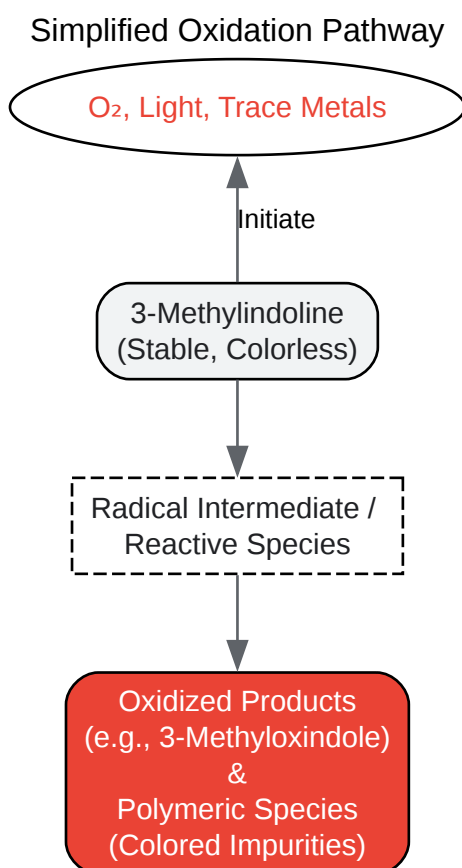 Simplified Oxidation Pathway
O₂, Light, Trace Metals
Initiate
3-Methylindoline
(Stable, Colorless)
Radical Intermediate /
Reactive Species
Oxidized Products
(e.g., 3-Methyloxindole)
&
Polymeric Species
(Colored Impurities)